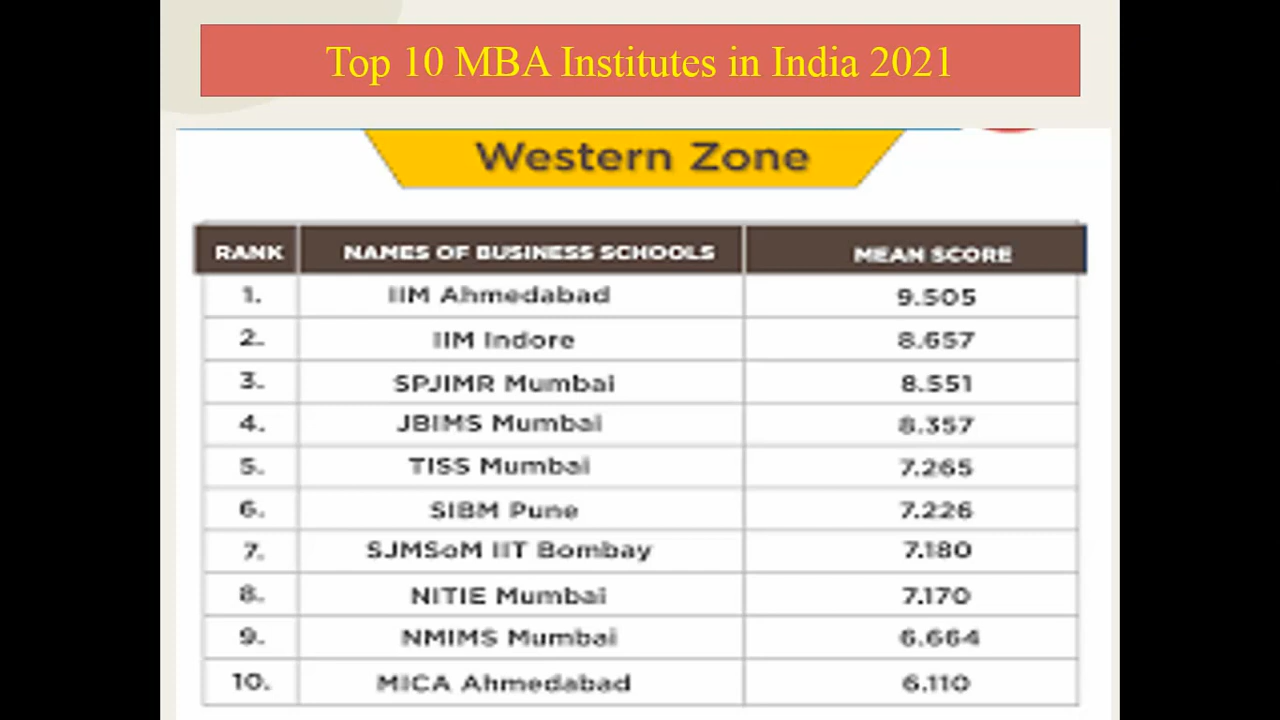 Top 10 MBA Institutes in India 2021
Western Zone
RANK NAMES OF BUSINESS SCHOOLS MEAN SCORE
1. IIM Ahmedabad 9.505
2. IIM Indore 8.657
3. SPJIMR Mumbai 8.551
4. JBIMS Mumbai 8.357
5. TISS Mumbai 7.265
6. SIBM Pune 7.226
7. SJMSoM IIT Bombay 7.180
8. NITIE Mumbai 7.170
9. NMIMS Mumbai 6.664
10. MICA Ahmedabad 6.110